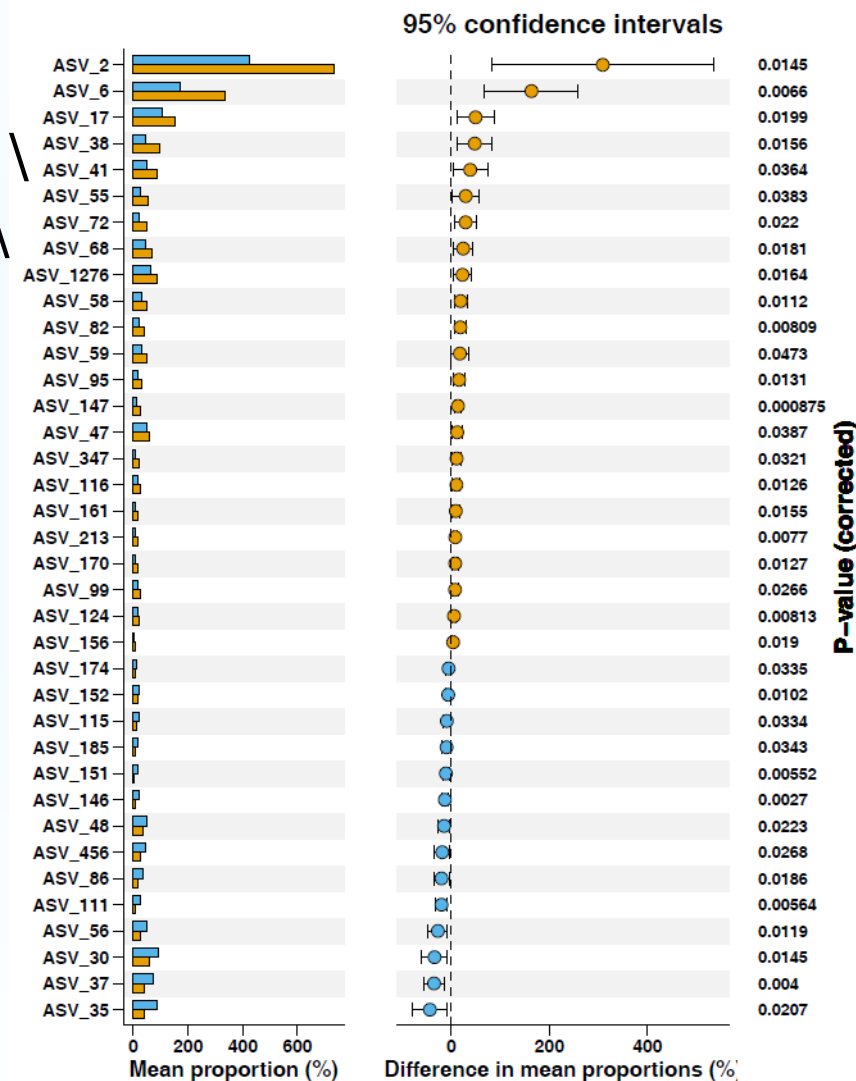 95% confidence intervals
ASV_2 0.0145
ASV_6 0.0066
ASV_17 0.0199
ASV_38 0.0156
ASV_41 0.0364
ASV_55 0.0383
ASV_72 0.022
ASV_68 0.0181
ASV_1276 0.0164
ASV_58 0.0112
ASV_82 0.00809
ASV_59 0.0473
ASV_95 0.0131
ASV_147 0.000875
ASV_47 0.0387
ASV_347 0.0321
ASV_116 0.0126
ASV_161 0.0155
ASV_213 0.0077
ASV_170 0.0127
ASV_99 0.0266
ASV_124 0.00813
ASV_156 0.019
ASV_174 0.0335
ASV_152 0.0102
ASV_115 0.0334
ASV_185 0.0343
ASV_151 0.00552
ASV_146 0.0027
ASV_48 0.0223
ASV_456 0.0268
ASV_86 0.0186
ASV_111 0.00564
ASV_56 0.0119
ASV_30 0.0145
ASV_37 0.004
ASV_35 0.0207
P-value (corrected)
0 200 400 600 0 200 400
Mean proportion (%) Difference in mean proportions (%)